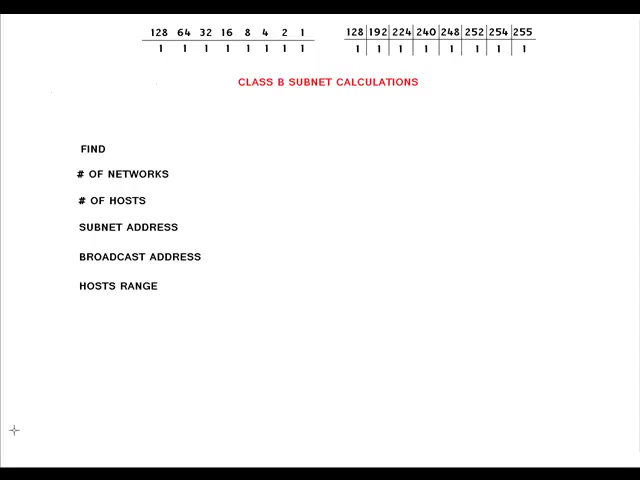 128 64 32 16 8 4 2 1 128 192 224 240 248 252 254 255
1 1 1 1 1 1 1 1 1 1 1 1 1 1 1 1
CLASS B SUBNET CALCULATIONS
FIND
# OF NETWORKS
# OF HOSTS
SUBNET ADDRESS
BROADCAST ADDRESS
HOSTS RANGE